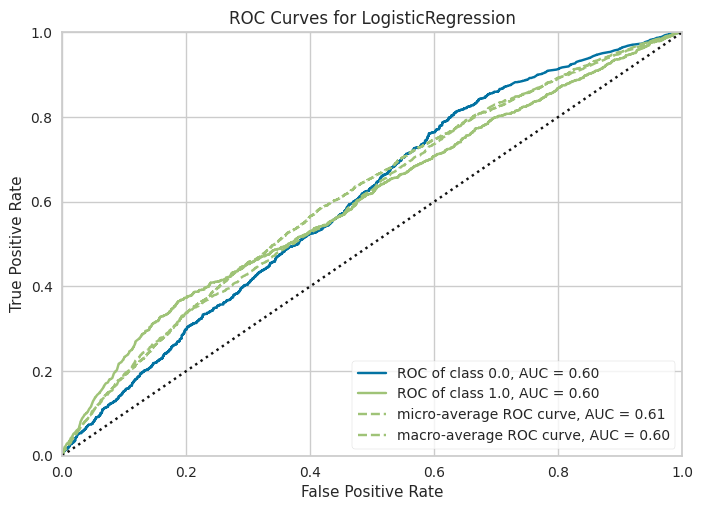 ROC Curves for LogisticRegression
True Positive Rate
1.0
0.8
0.6
0.4
0.2
0.0
ROC of class 0.0, AUC = 0.60
ROC of class 1.0, AUC = 0.60
micro-average ROC curve, AUC = 0.61
macro-average ROC curve, AUC = 0.60
0.0 0.2 0.4 0.6 0.8 1.0
False Positive Rate